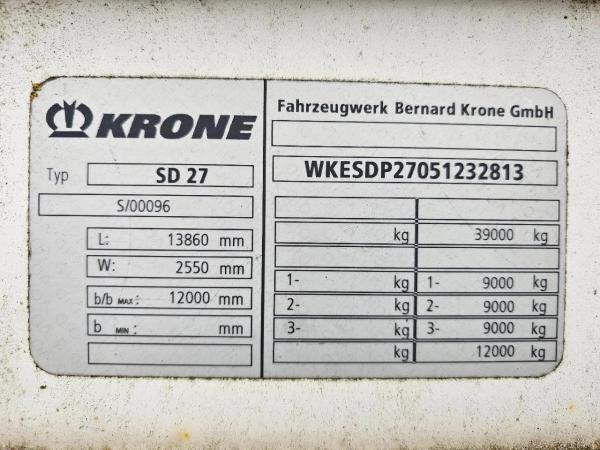 KRONE
Typ SD 27
S/00096
L: 13860 mm
W: 2550 mm
b/b MAX: 12000 mm
b MIN: mm
Fahrzeugwerk Bernard Krone GmbH
WKESDP27051232813
kg 39000 kg
1- kg 1- 9000 kg
2- kg 2- 9000 kg
3- kg 3- 9000 kg
kg 12000 kg